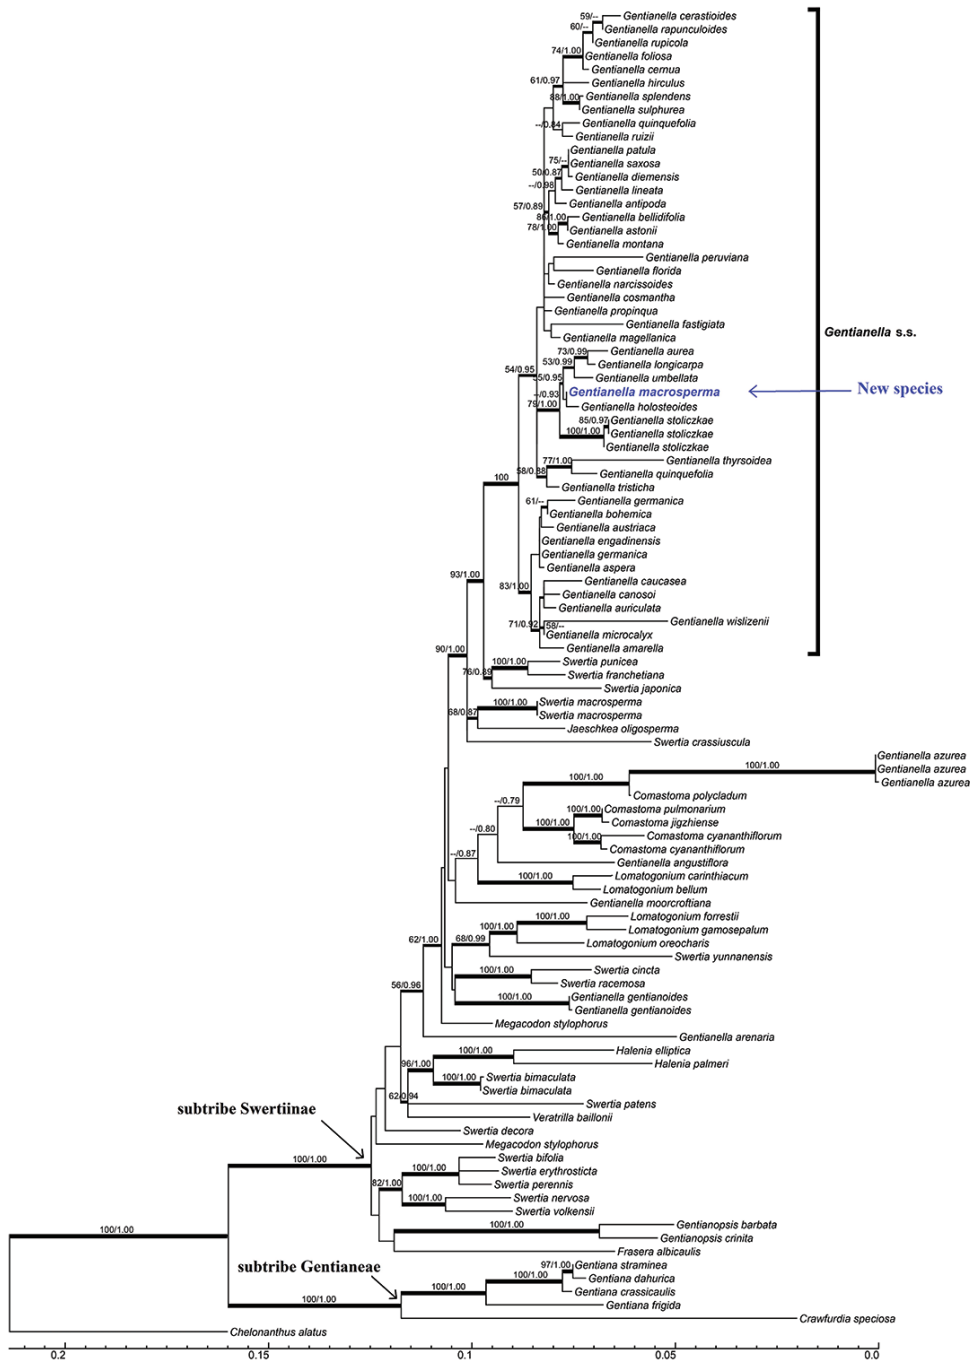 59/--
Gentianella cerastioides
60/--
Gentianella rapunculoides
Gentianella rupicola
74/1.00
Gentianella foliosa
Gentianella cernua
61/0.97
Gentianella hirculus
88/1.00
Gentianella splendens
Gentianella sulphurea
--/0.84
Gentianella quinquefolia
Gentianella ruizii
Gentianella patula
75/--
Gentianella saxosa
50/0.87
Gentianella diemensis
--/0.98
Gentianella lineata
57/0.89
Gentianella antipoda
86/1.00
Gentianella bellidifolia
78/1.00
Gentianella astonii
Gentianella montana
Gentianella peruviana
Gentianella florida
Gentianella narcissoides
Gentianella cosmantha
Gentianella propinqua
Gentianella fastigiata
Gentianella s.s.
Gentianella magellanica
73/0.99
Gentianella aurea
53/0.99
Gentianella longicarpa
54/0.95
55/0.95
Gentianella umbellata
--/0.93
Gentianella macrosperma
New species
79/1.00
Gentianella holosteoides
85/0.97
Gentianella stoliczkae
100/1.00
Gentianella stoliczkae
Gentianella stoliczkae
77/1.00
Gentianella thyrsoidea
58/0.88
Gentianella quinquefolia
100
Gentianella tristicha
61/--
Gentianella germanica
Gentianella bohemica
Gentianella austriaca
Gentianella engadinensis
Gentianella germanica
Gentianella aspera
93/1.00
83/1.00
Gentianella caucasea
Gentianella canosoi
Gentianella auriculata
71/0.92
58/--
Gentianella wislizenii
Gentianella microcalyx
Gentianella amarella
90/1.00
100/1.00
Swertia punicea
76/0.89
Swertia franchetiana
Swertia japonica
100/1.00
Swertia macrosperma
68/0.87
Swertia macrosperma
Jaeschkea oligosperma
Swertia crassiuscula
Gentianella azurea
100/1.00
Gentianella azurea
100/1.00
Gentianella azurea
Comastoma polycladum
--/0.79
100/1.00
Comastoma pulmonarium
100/1.00
Comastoma jigzhiense
--/0.80
100/1.00
Comastoma cyananthiflorum
Comastoma cyananthiflorum
--/0.87
Gentianella angustiflora
100/1.00
Lomatogonium carinthiacum
Lomatogonium bellum
Gentianella moorcroftiana
100/1.00
Lomatogonium forrestii
100/1.00
Lomatogonium gamosepalum
62/1.00
68/0.99
Lomatogonium oreocharis
Swertia yunnanensis
100/1.00
Swertia cincta
Swertia racemosa
56/0.96
100/1.00
Gentianella gentianoides
Gentianella gentianoides
Megacodon stylophorus
Gentianella arenaria
100/1.00
Halenia elliptica
96/1.00
Halenia palmeri
100/1.00
Swertia bimaculata
Swertia bimaculata
62/0.94
Swertia patens
subtribe Swertiinae
Veratrilla baillonii
Swertia decora
Megacodon stylophorus
100/1.00
Swertia bifolia
100/1.00
Swertia erythrosticta
82/1.00
Swertia perennis
100/1.00
Swertia nervosa
Swertia volkensii
100/1.00
100/1.00
Gentianopsis barbata
Gentianopsis crinita
Frasera albicaulis
subtribe Gentianeae
97/1.00
Gentiana straminea
100/1.00
Gentiana dahurica
100/1.00
Gentiana crassicaulis
100/1.00
Gentiana frigida
Crawfurdia speciosa
Chelonanthus alatus
0.2 0.15 0.1 0.05 0.0